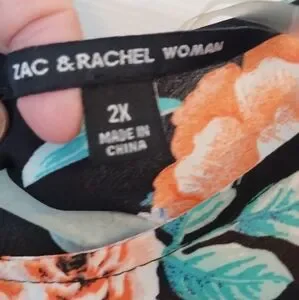 ZAC & RACHEL WOMAN
2X
MADE IN
CHINA